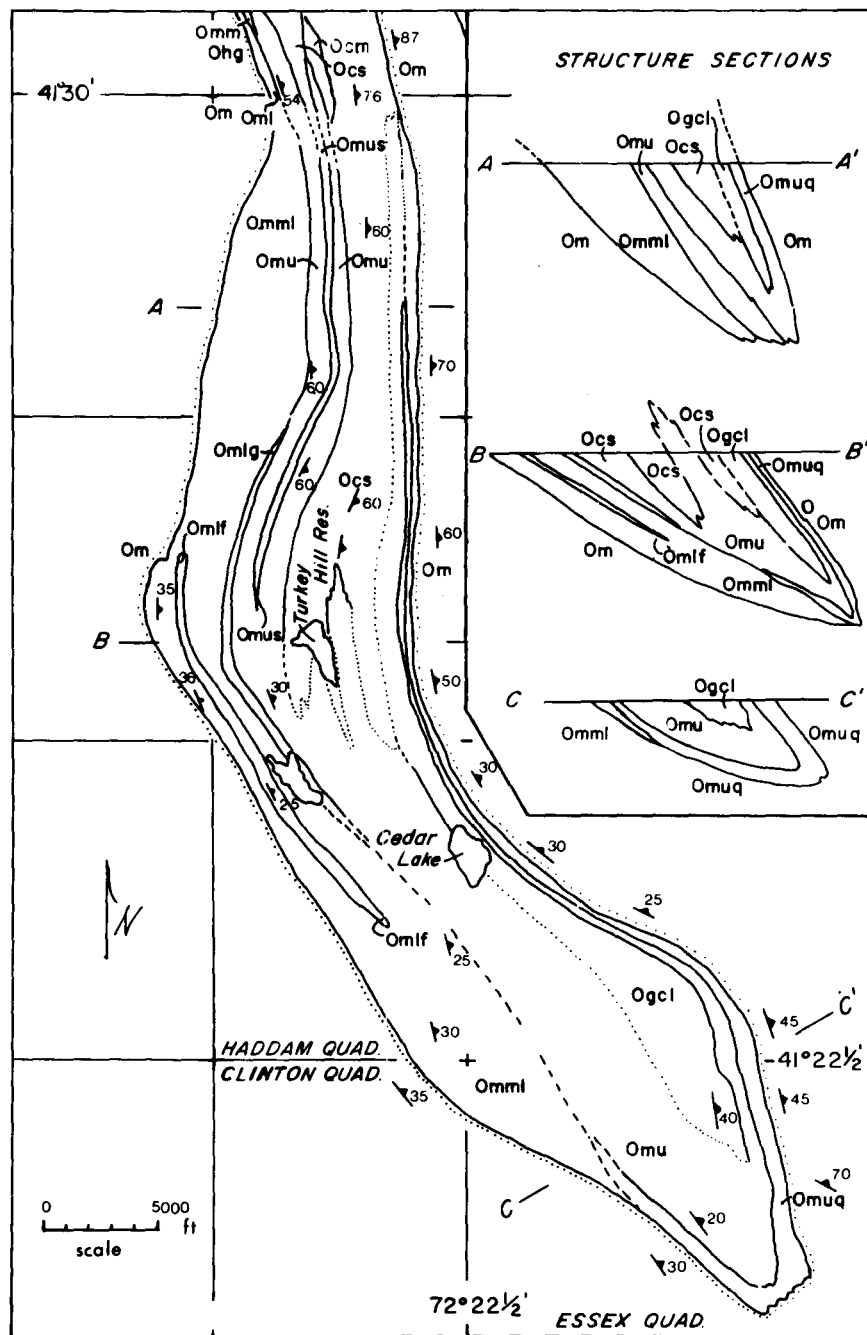 Omm
Ohg
Ocm
Ocs
87
Om
41°30'
Om
Oml
54
76
Omus
Omml
60
Omu
Omu
A
60
70
Omlg
60
Ocs
60
Omlf
Om
Turkey
Hill Res.
60
Om
35
B
Omus
36
30
50
25
30
Cedar
Lake
30
25
Omlf
25
Ogcl
45
C'
30
HADDAM QUAD.
CLINTON QUAD.
41°22½'
35
Omml
40
45
Omu
70
C
Omuq
20
30
0 5000
ft
scale
N
72°22½'
ESSEX QUAD.
STRUCTURE SECTIONS
Ogcl
Omu
Ocs
A
A'
Omuq
Om
Omml
Om
Ocs
Ogcl
B
B'
Omuq
Ocs
O
Om
Omu
Om
Omlf
Omml
Ogcl
C
C'
Omml
Omu
Omuq
Omuq